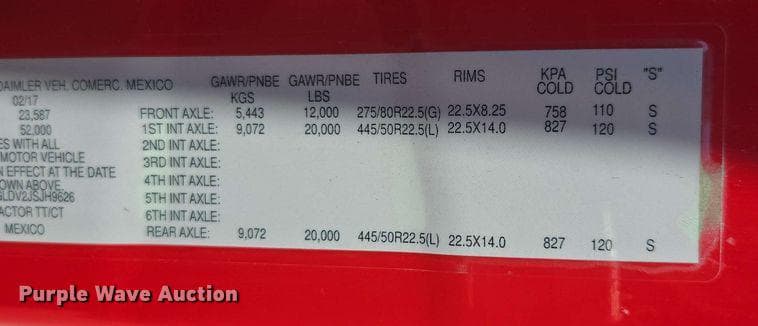 DAIMLER VEH. COMERC. MEXICO GAWR/PNBE GAWR/PNBE TIRES RIMS KPA PSI "S"
KGS LBS COLD COLD
02/17
23,587 FRONT AXLE: 5,443 12,000 275/80R22.5(G) 22.5X8.25 758 110 S
52,000 1ST INT AXLE: 9,072 20,000 445/50R22.5(L) 22.5X14.0 827 120 S
ES WITH ALL 2ND INT AXLE:
MOTOR VEHICLE 3RD INT AXLE:
N EFFECT AT THE DATE 4TH INT AXLE:
OWN ABOVE
LDV2JSJH9626 5TH INT AXLE:
ACTOR TT/CT 6TH INT AXLE:
MEXICO REAR AXLE: 9,072 20,000 445/50R22.5(L) 22.5X14.0 827 120 S
Purple Wave Auction